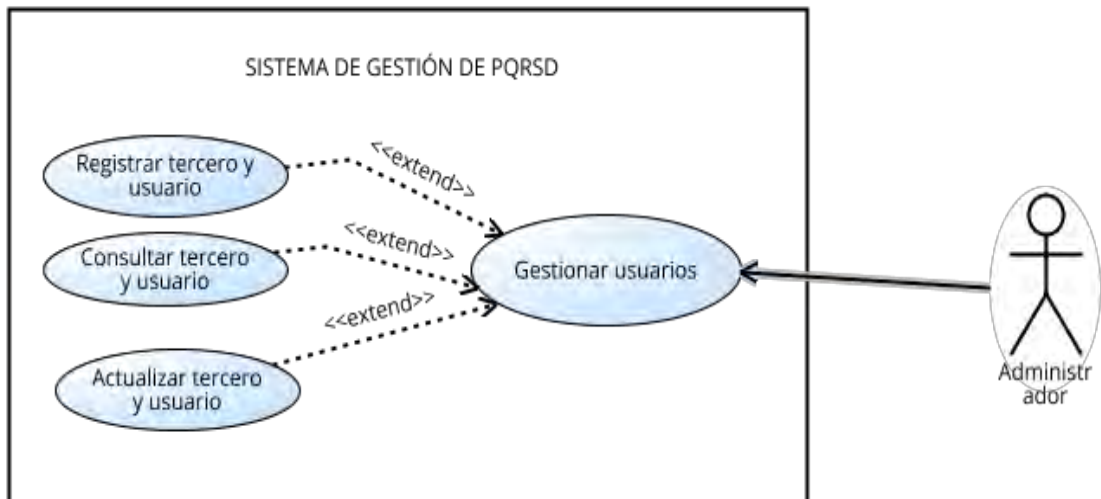 SISTEMA DE GESTIÓN DE PQRSD
Registrar tercero y
usuario
<<extend>>
Consultar tercero
y usuario
<<extend>>
Gestionar usuarios
<<extend>>
Actualizar tercero
y usuario
Administr
ador